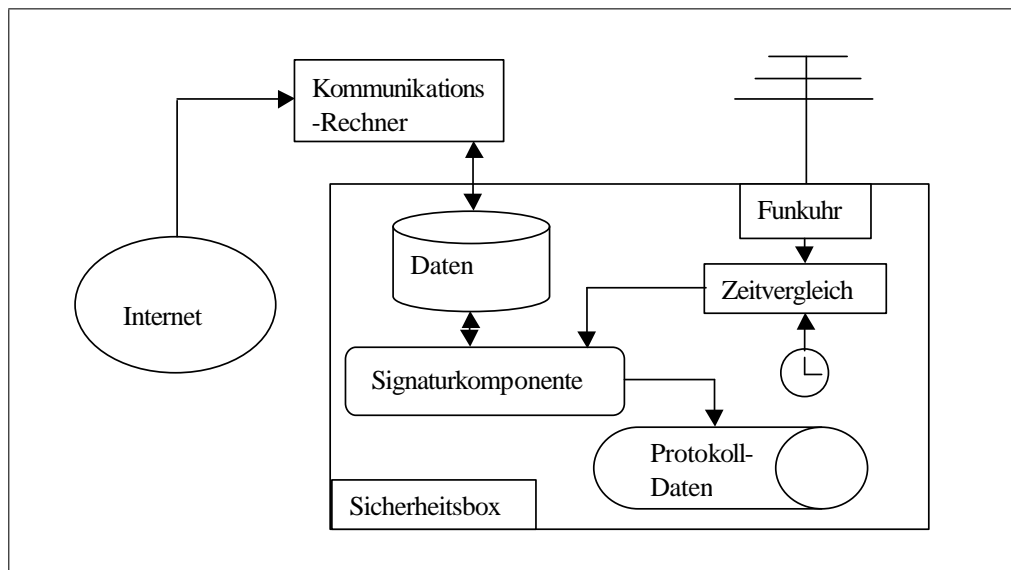 Kommunikations
-Rechner
Funkuhr
Daten
Zeitvergleich
Internet
Signaturkomponente
Protokoll-
Daten
Sicherheitsbox